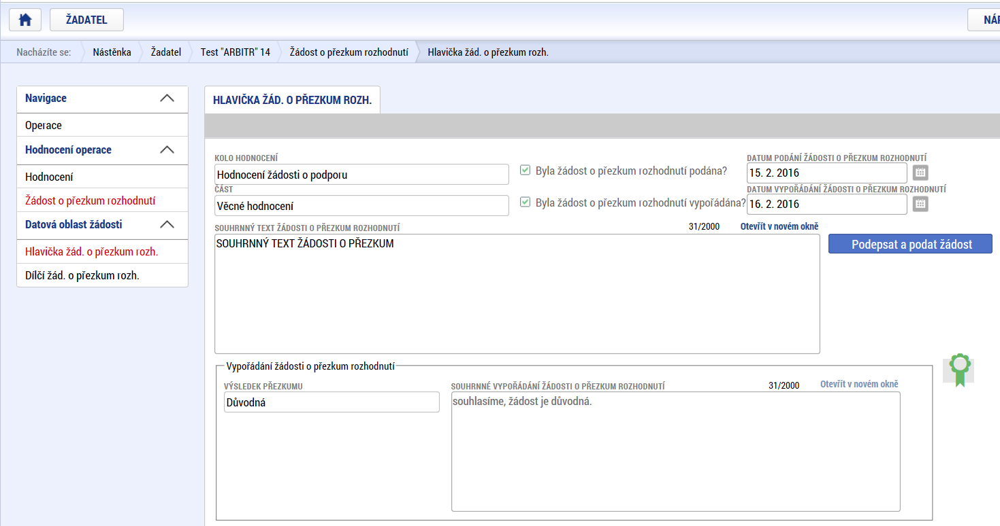 ŽADATEL
NÁ
Nacházíte se:
Nástěnka
Žadatel
Test "ARBITR" 14
Žádost o přezkum rozhodnutí
Hlavička žád. o přezkum rozh.
Navigace
Operace
Hodnocení operace
Hodnocení
Žádost o přezkum rozhodnutí
Datová oblast žádosti
Hlavička žád. o přezkum rozh.
Dílčí žád. o přezkum rozh.
HLAVIČKA ŽÁD. O PŘEZKUM ROZH.
KOLO HODNOCENÍ
Hodnocení žádosti o podporu
Byla žádost o přezkum rozhodnutí podána?
DATUM PODÁNÍ ŽÁDOSTI O PŘEZKUM ROZHODNUTÍ
15. 2. 2016
ČÁST
Věcné hodnocení
Byla žádost o přezkum rozhodnutí vypořádána?
DATUM VYPOŘÁDÁNÍ ŽÁDOSTI O PŘEZKUM ROZHODNUTÍ
16. 2. 2016
SOUHRNNÝ TEXT ŽÁDOSTI O PŘEZKUM ROZHODNUTÍ
31/2000
Otevřít v novém okně
SOUHRNNÝ TEXT ŽÁDOSTI O PŘEZKUM
Podepsat a podat žádost
Vypořádání žádosti o přezkum rozhodnutí
VÝSLEDEK PŘEZKUMU
Důvodná
SOUHRNNÉ VYPOŘÁDÁNÍ ŽÁDOSTI O PŘEZKUM ROZHODNUTÍ
31/2000
Otevřít v novém okně
souhlasíme, žádost je důvodná.